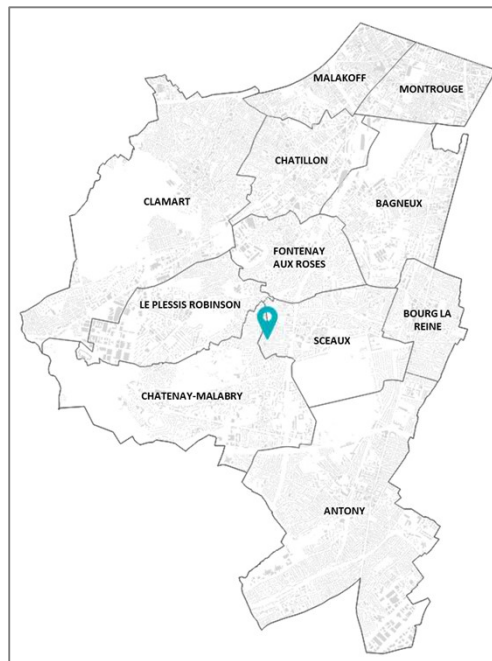 MALAKOFF
MONTROUGE
CHATILLON
CLAMART
BAGNEUX
FONTENAY
AUX ROSES
LE PLESSIS ROBINSON
BOURG LA
REINE
SCEAUX
CHATENAY-MALABRY
ANTONY